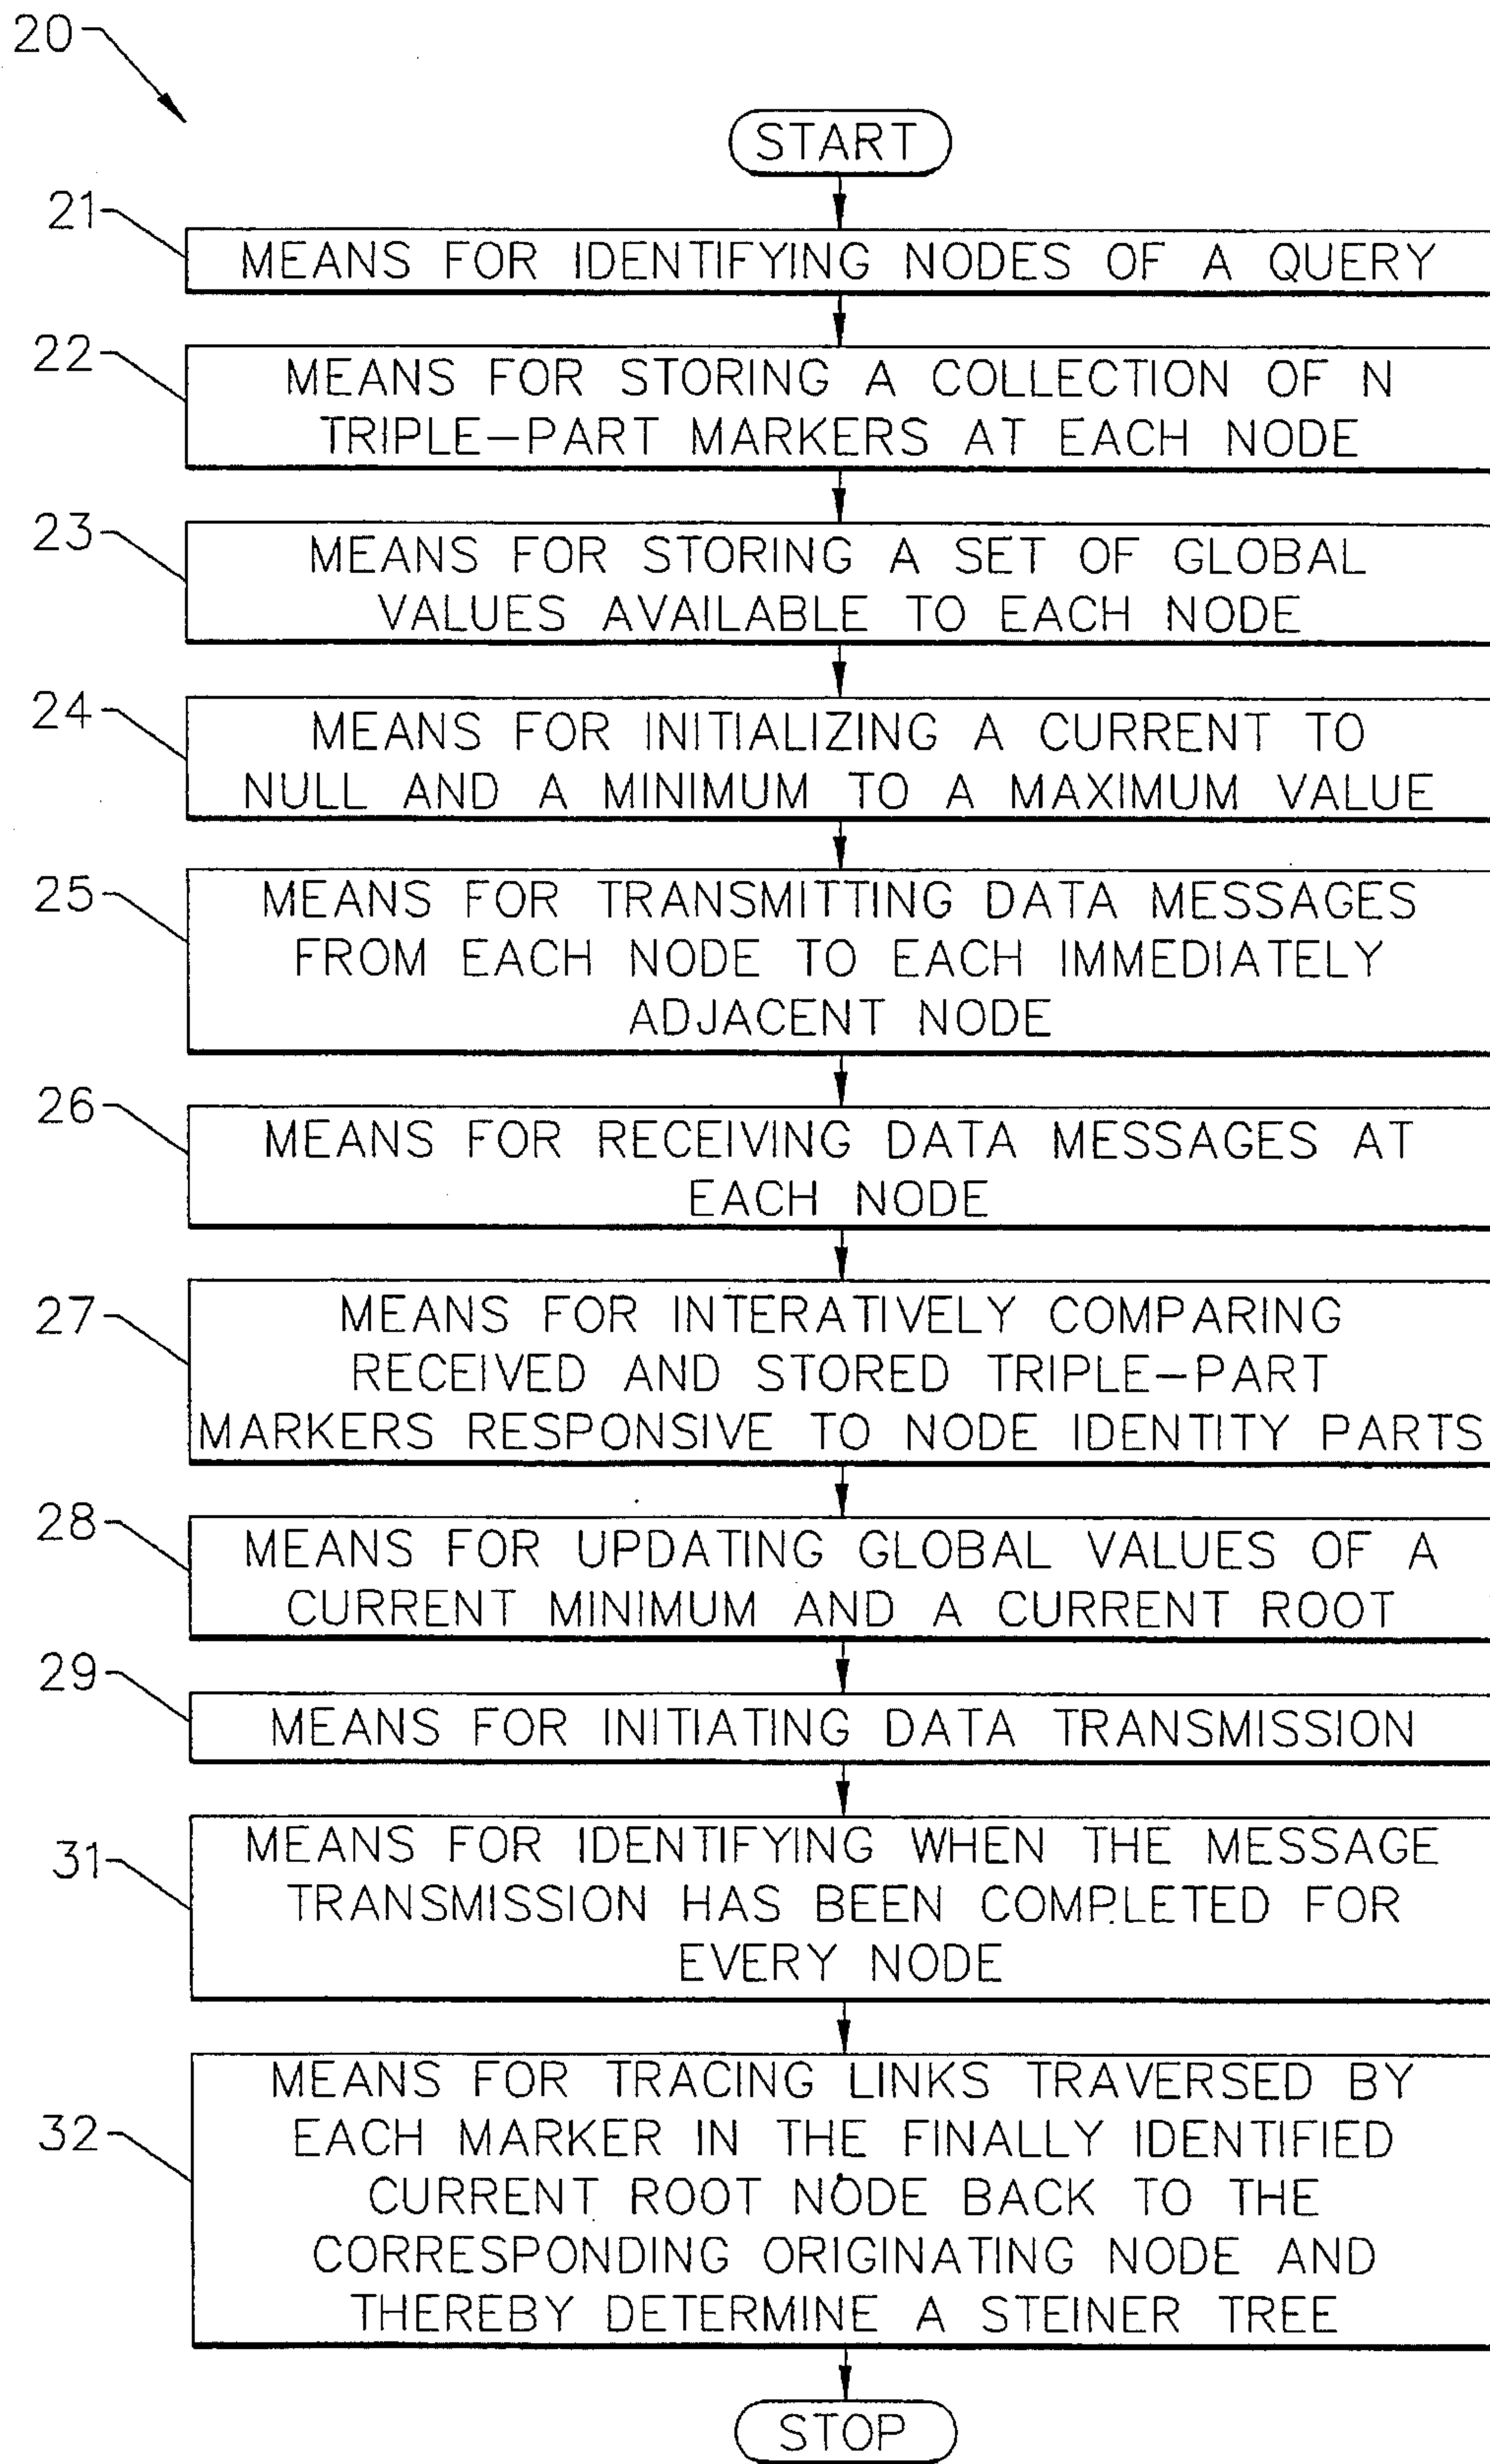 20
START
21
MEANS FOR IDENTIFYING NODES OF A QUERY
22
MEANS FOR STORING A COLLECTION OF N
TRIPLE-PART MARKERS AT EACH NODE
23
MEANS FOR STORING A SET OF GLOBAL
VALUES AVAILABLE TO EACH NODE
24
MEANS FOR INITIALIZING A CURRENT TO
NULL AND A MINIMUM TO A MAXIMUM VALUE
25
MEANS FOR TRANSMITTING DATA MESSAGES
FROM EACH NODE TO EACH IMMEDIATELY
ADJACENT NODE
26
MEANS FOR RECEIVING DATA MESSAGES AT
EACH NODE
27
MEANS FOR INTERATIVELY COMPARING
RECEIVED AND STORED TRIPLE-PART
MARKERS RESPONSIVE TO NODE IDENTITY PARTS
28
MEANS FOR UPDATING GLOBAL VALUES OF A
CURRENT MINIMUM AND A CURRENT ROOT
29
MEANS FOR INITIATING DATA TRANSMISSION
31
MEANS FOR IDENTIFYING WHEN THE MESSAGE
TRANSMISSION HAS BEEN COMPLETED FOR
EVERY NODE
32
MEANS FOR TRACING LINKS TRAVERSED BY
EACH MARKER IN THE FINALLY IDENTIFIED
CURRENT ROOT NODE BACK TO THE
CORRESPONDING ORIGINATING NODE AND
THEREBY DETERMINE A STEINER TREE
STOP